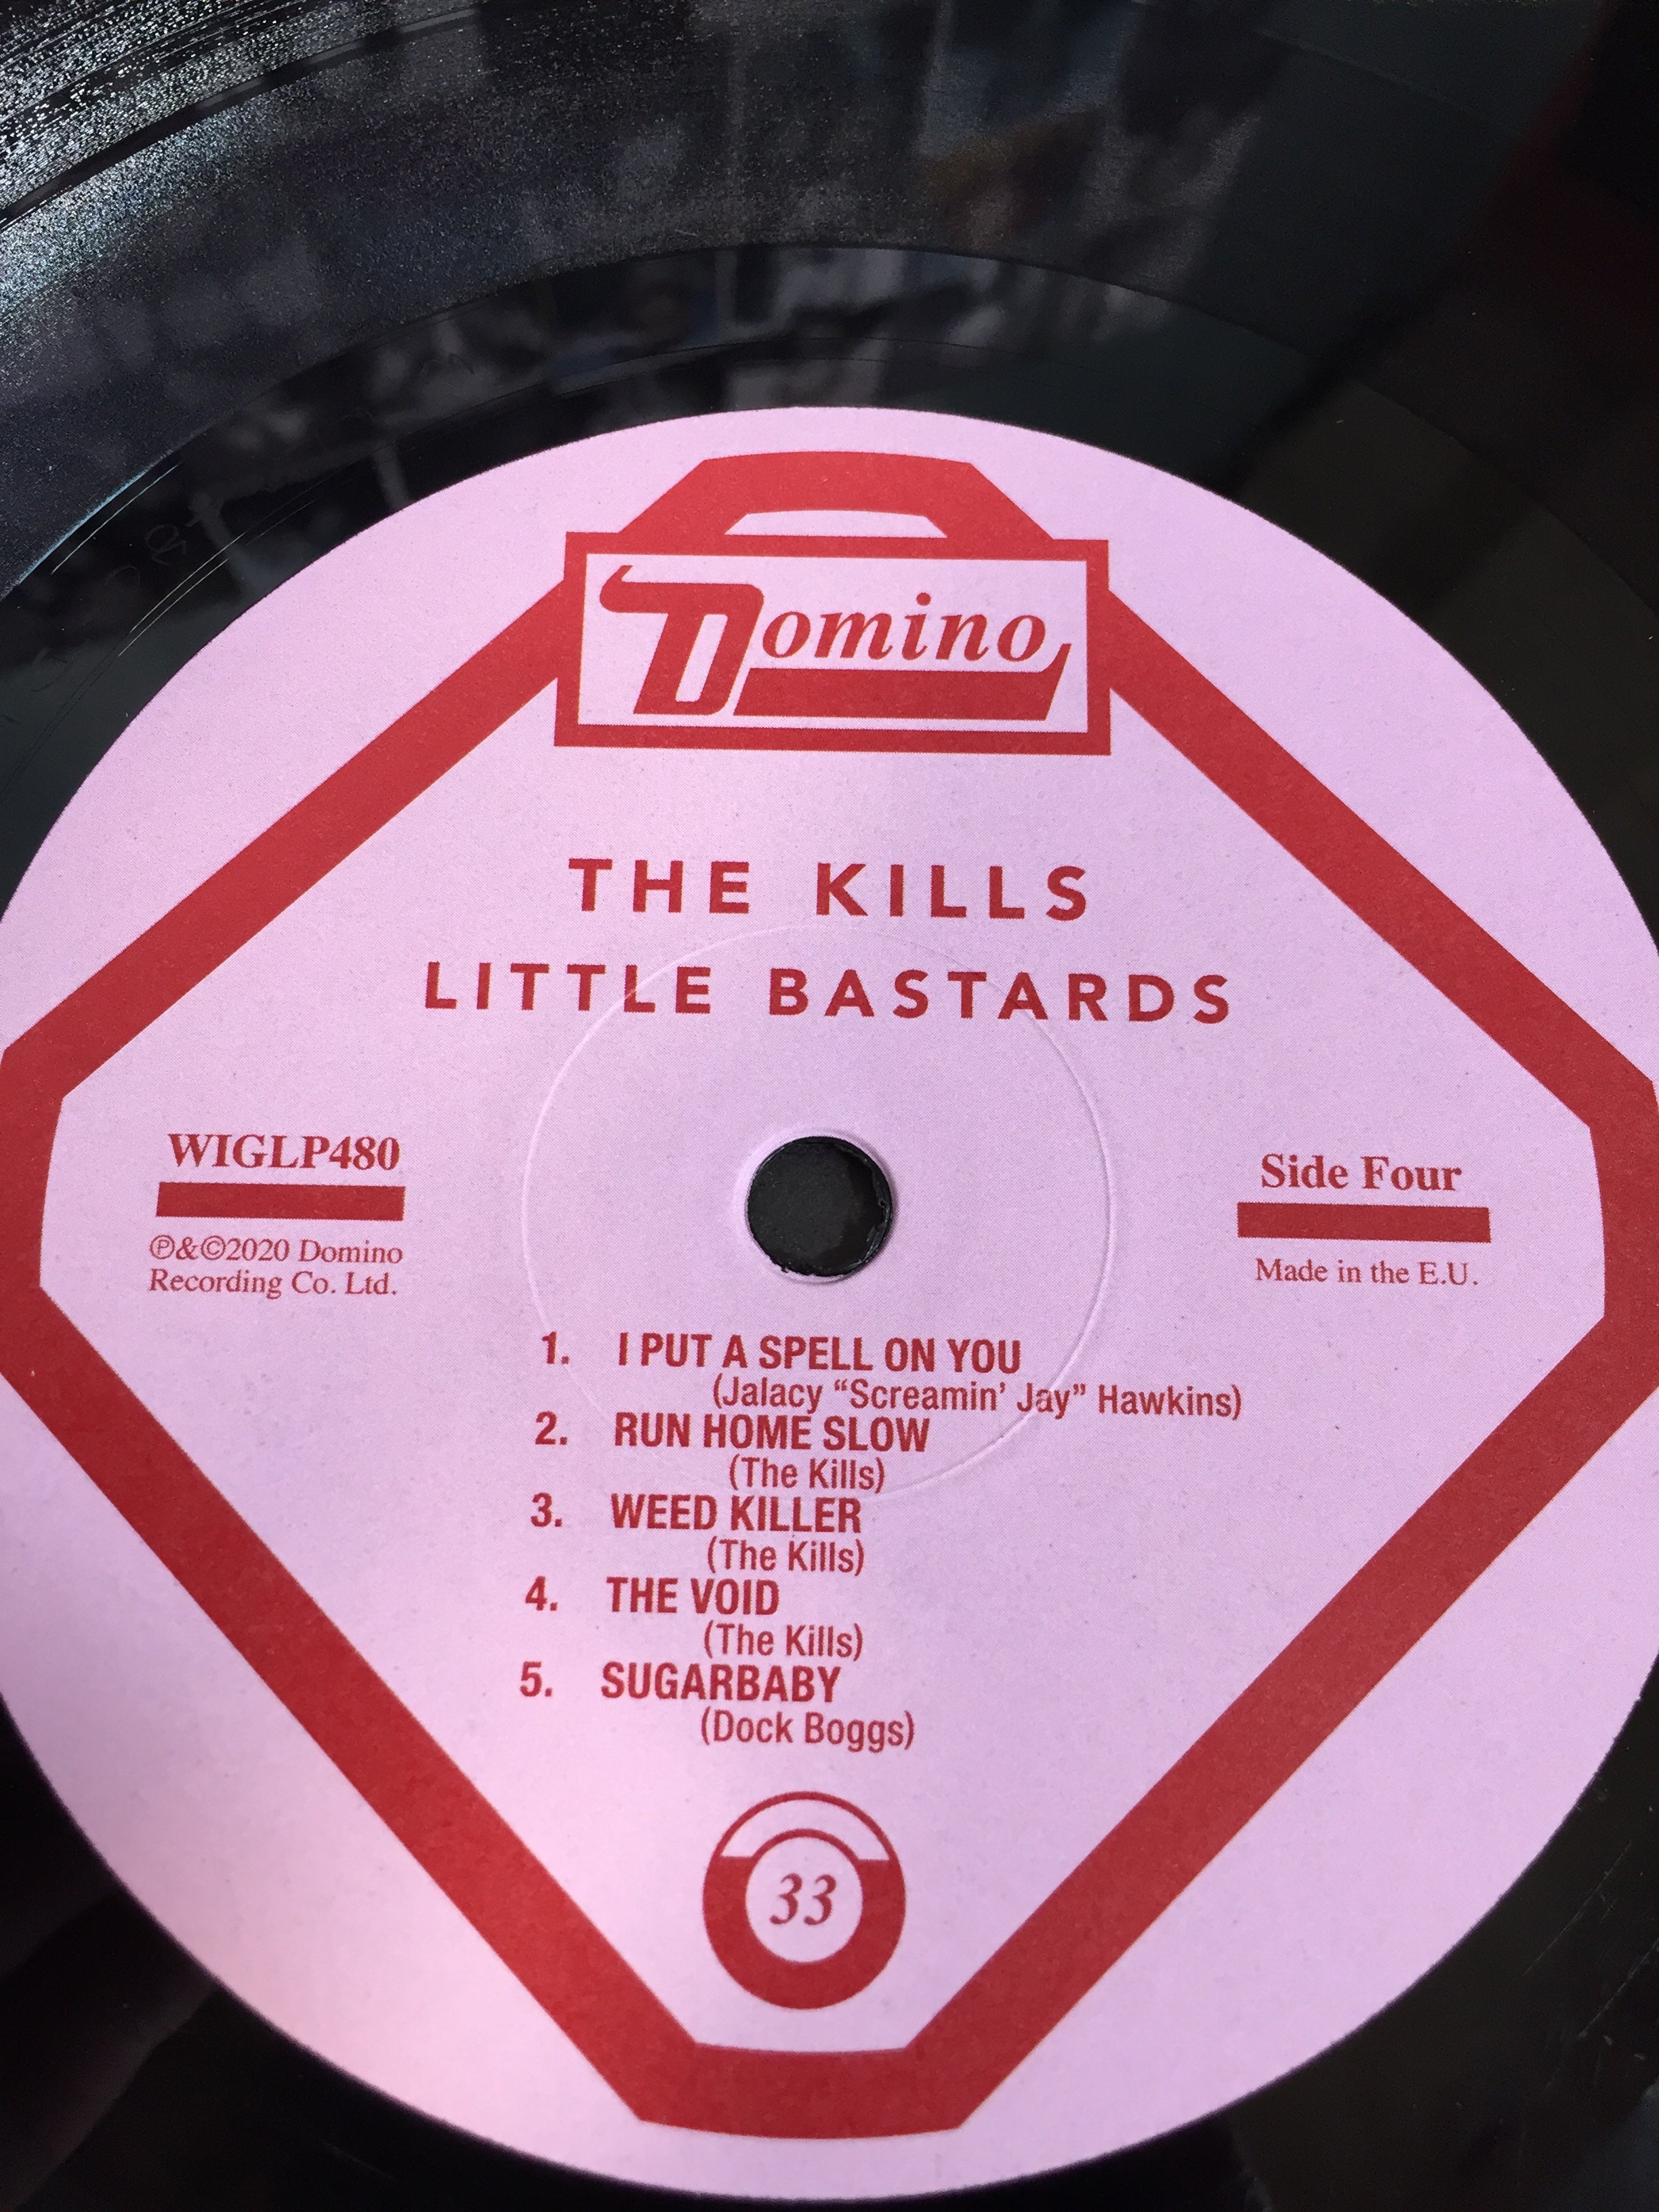 Domino
THE KILLS
LITTLE BASTARDS
WIGLP480
℗&©2020 Domino
Recording Co. Ltd.
Side Four
Made in the E.U.
1. I PUT A SPELL ON YOU
(Jalacy “Screamin’ Jay” Hawkins)
2. RUN HOME SLOW
(The Kills)
3. WEED KILLER
(The Kills)
4. THE VOID
(The Kills)
5. SUGARBABY
(Dock Boggs)
33